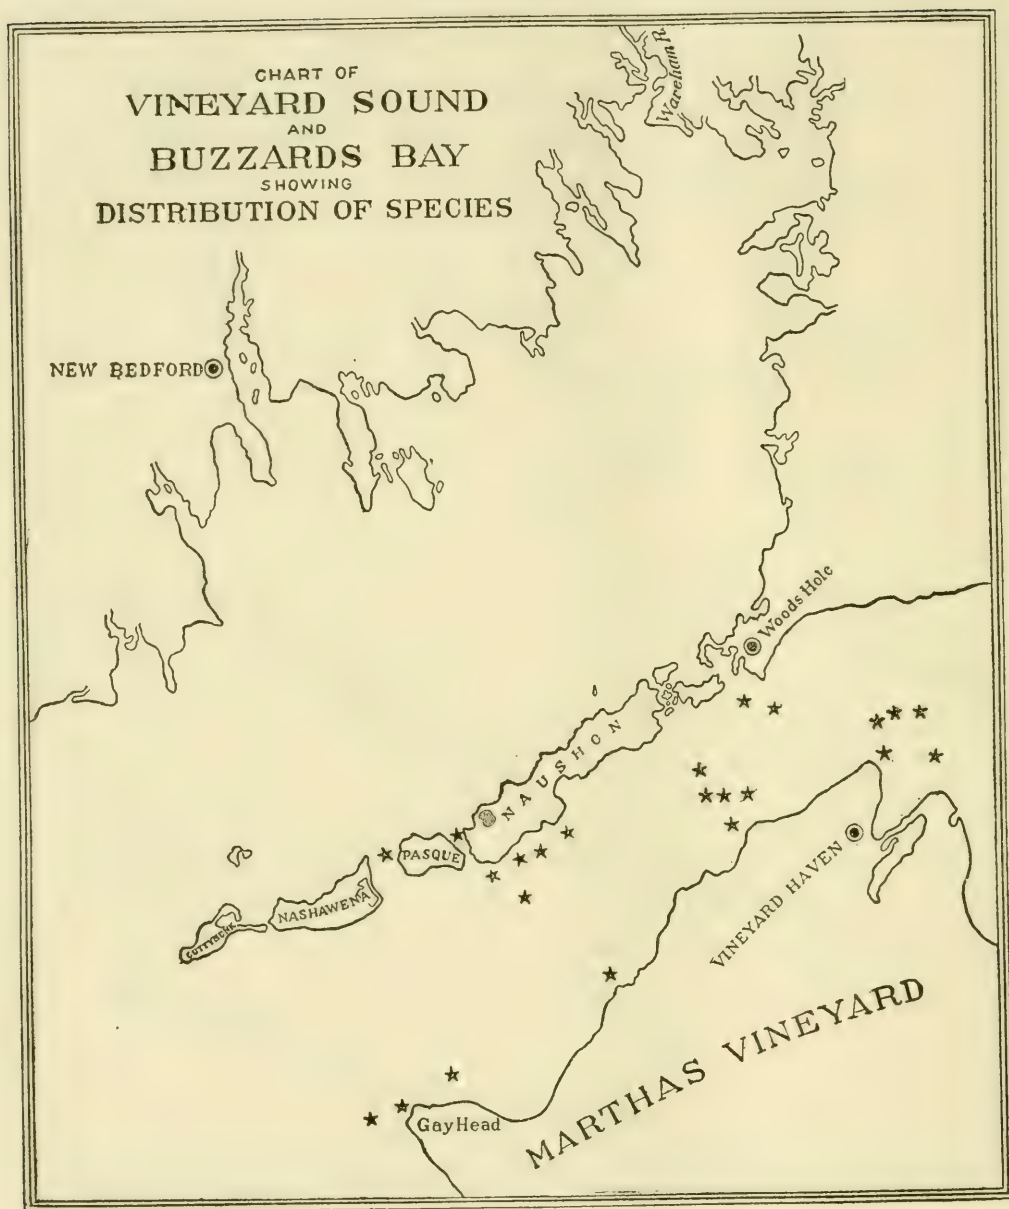 CHART OF
VINEYARD SOUND
AND
BUZZARDS BAY
SHOWING
DISTRIBUTION OF SPECIES
Wareham R.
NEW BEDFORD
Woods Hole
NAUSHON
PASQUE
NASHAWENA
CUTTYHUNK
VINEYARD HAVEN
MARTHAS VINEYARD
Gay Head